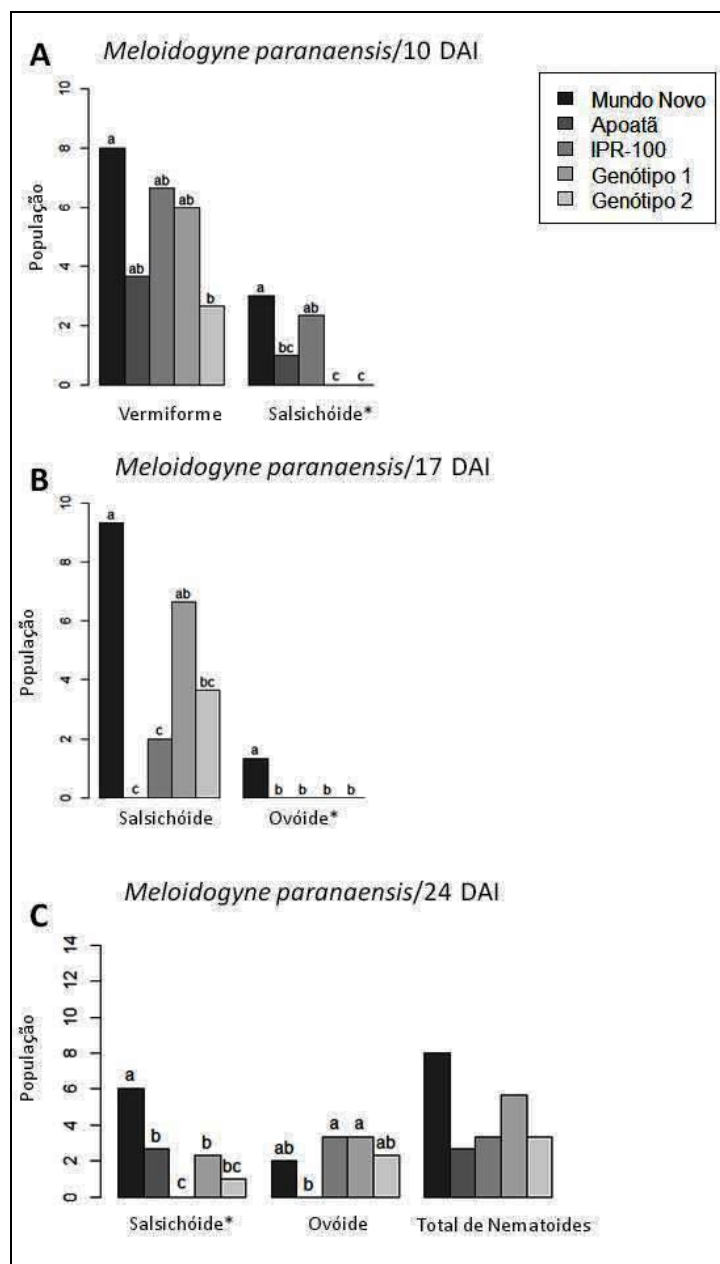 A
Meloidogyne paranaensis/10 DAI
Mundo Novo
Apoatã
IPR-100
Genótipo 1
Genótipo 2
População
0 2 4 6 8 10
a ab ab ab b
a bc ab c c
Vermiforme Salsichóide*
B
Meloidogyne paranaensis/17 DAI
População
0 2 4 6 8 10
a c c ab bc
a b b b b
Salsichóide Ovóide*
Meloidogyne paranaensis/24 DAI
C
População
0 2 4 6 8 10 12 14
a b c b bc
ab b a a ab
Salsichóide* Ovóide Total de Nematoides